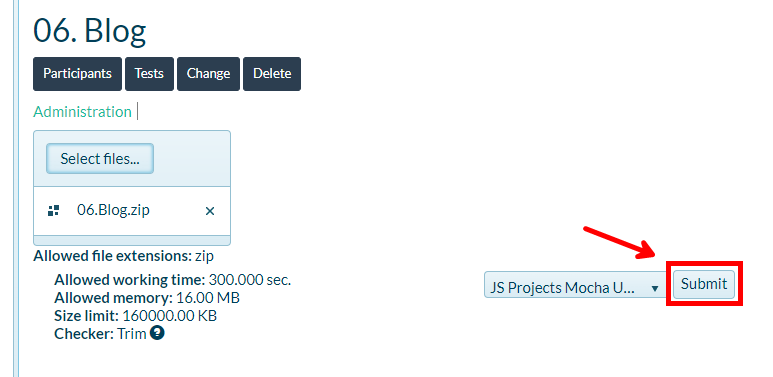 06. Blog
Participants Tests Change Delete
Administration
Select files...
06.Blog.zip
Allowed file extensions: zip
Allowed working time: 300.000 sec.
Allowed memory: 16.00 MB
Size limit: 160000.00 KB
Checker: Trim
JS Projects Mocha U... Submit